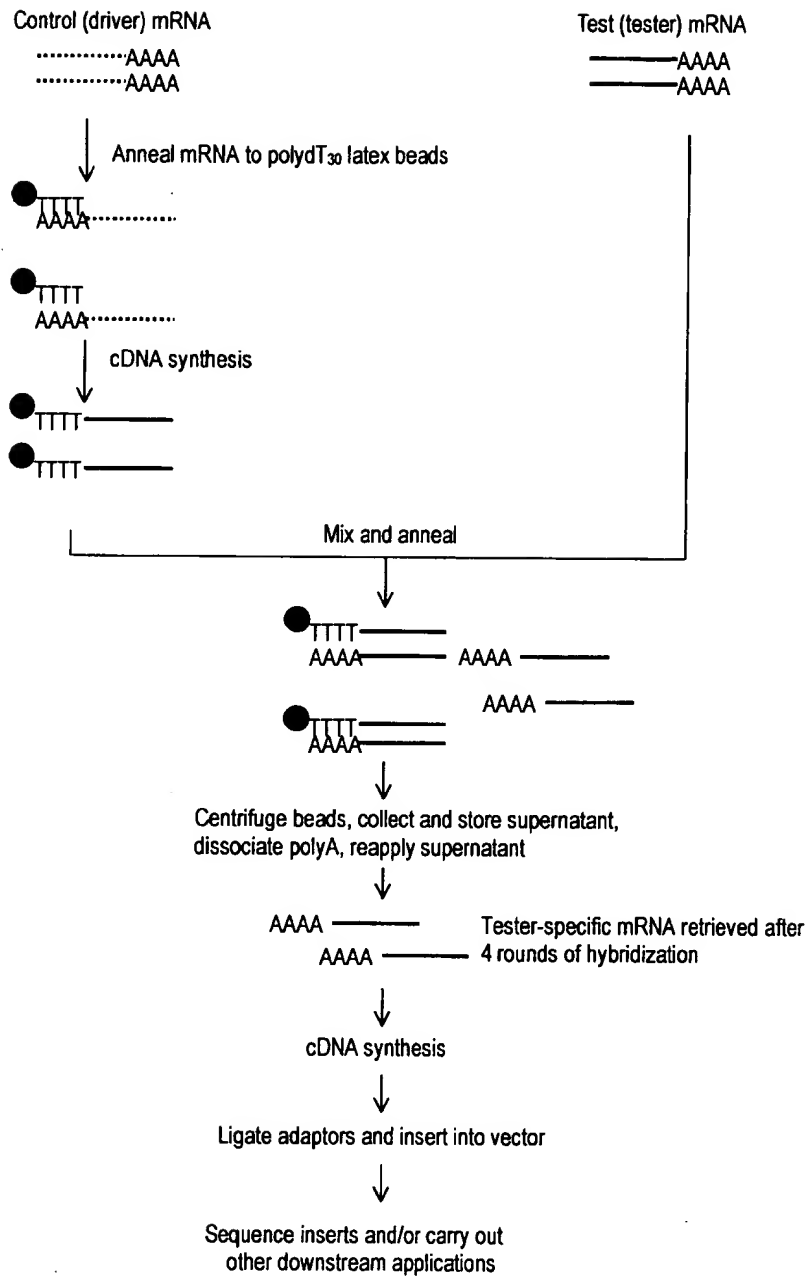 Control (driver) mRNA
Test (tester) mRNA
AAAA
AAAA
AAAA
AAAA
Anneal mRNA to polydT₃₀ latex beads
TTTT
AAAA
TTTT
AAAA
cDNA synthesis
TTTT
TTTT
Mix and anneal
TTTT
AAAA AAAA
AAAA
TTTT
AAAA
Centrifuge beads, collect and store supernatant,
dissociate polyA, reapply supernatant
AAAA
AAAA
Tester-specific mRNA retrieved after
4 rounds of hybridization
cDNA synthesis
Ligate adaptors and insert into vector
Sequence inserts and/or carry out
other downstream applications